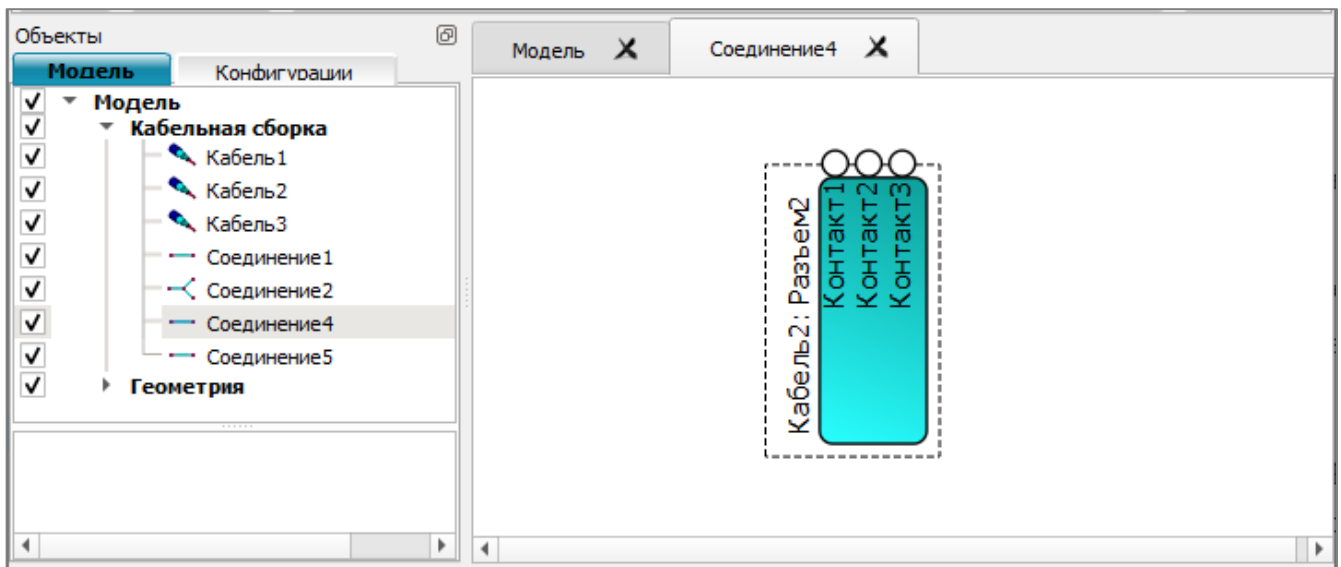 Объекты
Модель
Конфигурации
Модель
Кабельная сборка
Кабель1
Кабель2
Кабель3
Соединение1
Соединение2
Соединение4
Соединение5
Геометрия
Модель
Соединение4
Кабель2: Разъем2
Контакт1
Контакт2
Контакт3